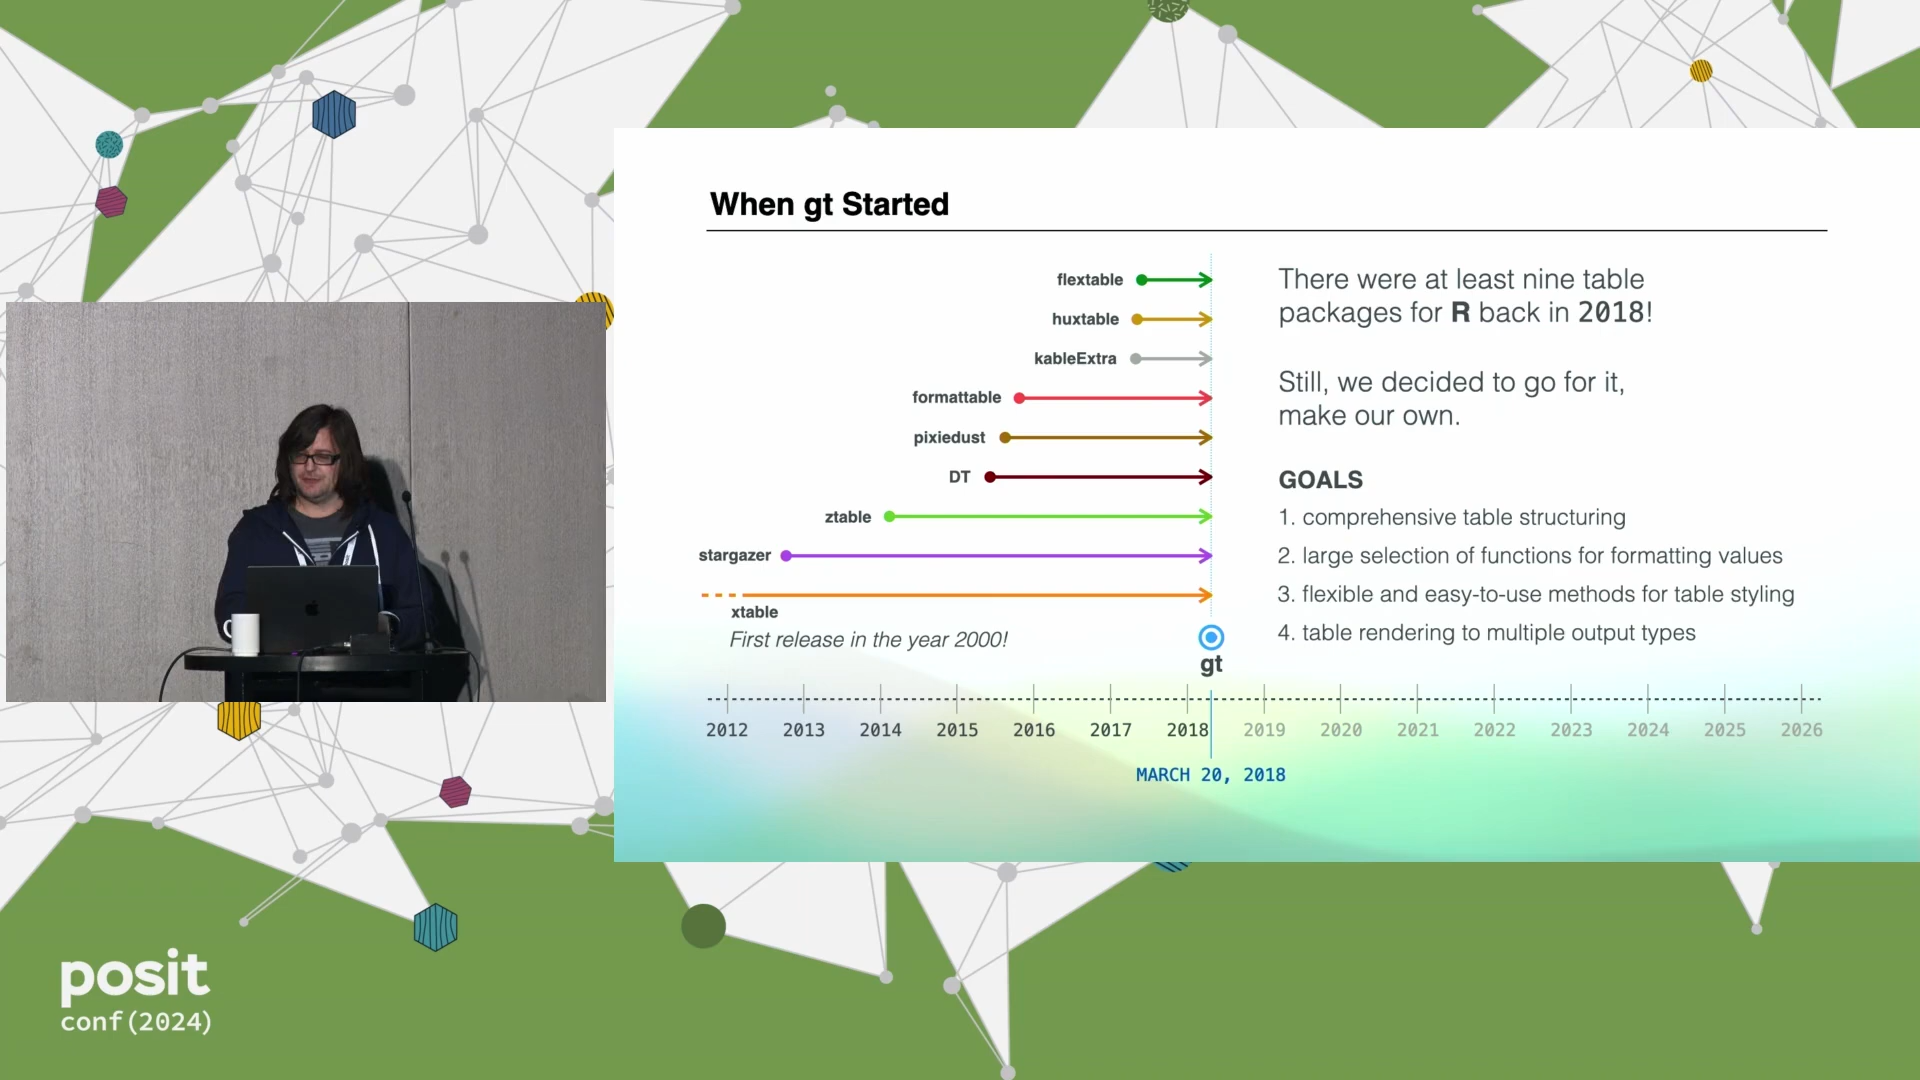 When gt Started
flextable
huxtable
kableExtra
formattable
pixiedust
DT
ztable
stargazer
xtable
First release in the year 2000!
gt
There were at least nine table
packages for R back in 2018!
Still, we decided to go for it,
make our own.
GOALS
1. comprehensive table structuring
2. large selection of functions for formatting values
3. flexible and easy-to-use methods for table styling
4. table rendering to multiple output types
2012 2013 2014 2015 2016 2017 2018 2019 2020 2021 2022 2023 2024 2025 2026
MARCH 20, 2018
posit
conf(2024)